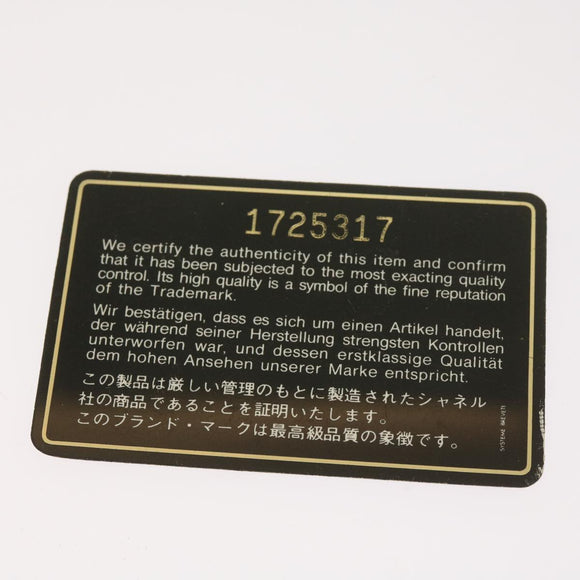 1725317
We certify the authenticity of this item and confirm
that it has been subjected to the most exacting quality
control. Its high quality is a symbol of the fine reputation
of the Trademark.
Wir bestätigen, dass es sich um einen Artikel handelt,
der während seiner Herstellung strengsten Kontrollen
unterworfen war, und dessen erstklassige Qualität
dem hohen Ansehen unserer Marke entspricht.
この製品は厳しい管理のもとに製造されたシャネル
社の商品であることを証明いたします。
このブランド・マークは最高級品質の象徴です。